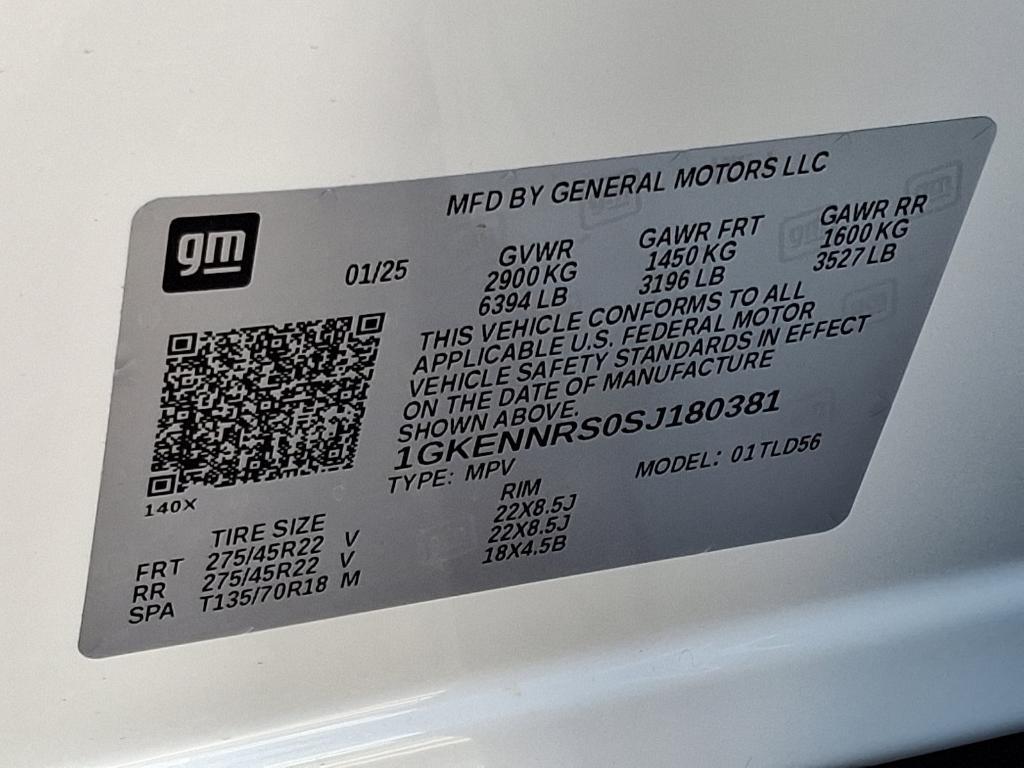 MFD BY GENERAL MOTORS LLC
gm
01/25
GVWR GAWR FRT GAWR RR
2900 KG 1450 KG 1600 KG
6394 LB 3196 LB 3527 LB
THIS VEHICLE CONFORMS TO ALL
APPLICABLE U.S. FEDERAL MOTOR
VEHICLE SAFETY STANDARDS IN EFFECT
ON THE DATE OF MANUFACTURE
SHOWN ABOVE.
1GKENNRS0SJ180381
TYPE: MPV MODEL: 01TLD56
140X
TIRE SIZE RIM
FRT 275/45R22 V 22X8.5J
RR 275/45R22 V 22X8.5J
SPA T135/70R18 M 18X4.5B